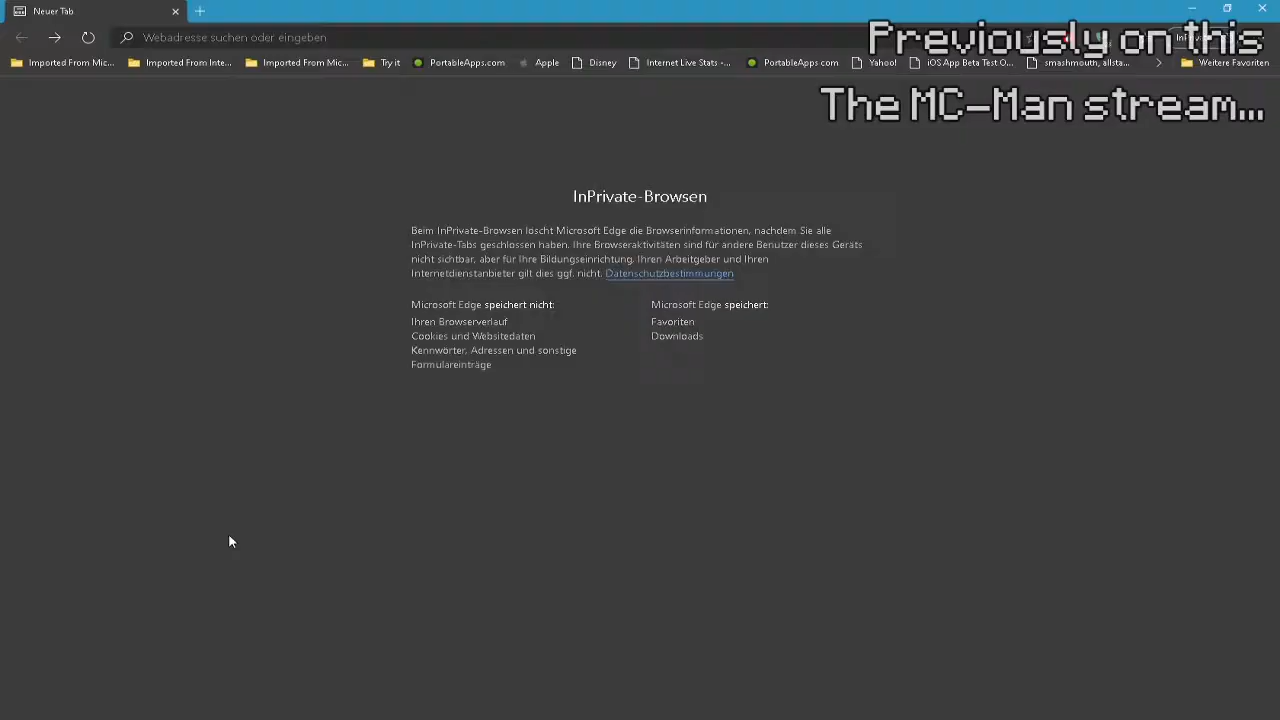 Neuer Tab
Webadresse suchen oder eingeben
Previously on this
Imported From Mic...
Imported From Inte...
Imported From Mic...
Try it
PortableApps.com
Apple
Disney
Internet Live Stats -...
PortableApps.com
Yahoo!
iOS App Beta Test O...
smashmouth, allsta...
Weitere Favoriten
The MC-Man stream...
InPrivate-Browsen
Beim InPrivate-Browsen löscht Microsoft Edge die Browserinformationen, nachdem Sie alle
InPrivate-Tabs geschlossen haben. Ihre Browseraktivitäten sind für andere Benutzer dieses Geräts
nicht sichtbar, aber für Ihre Bildungseinrichtung, Ihren Arbeitgeber und Ihren
Internetdienstanbieter gilt dies ggf. nicht. Datenschutzbestimmungen
Microsoft Edge speichert nicht:
Ihren Browserverlauf
Cookies und Websitedaten
Kennwörter, Adressen und sonstige
Formulareinträge
Microsoft Edge speichert:
Favoriten
Downloads